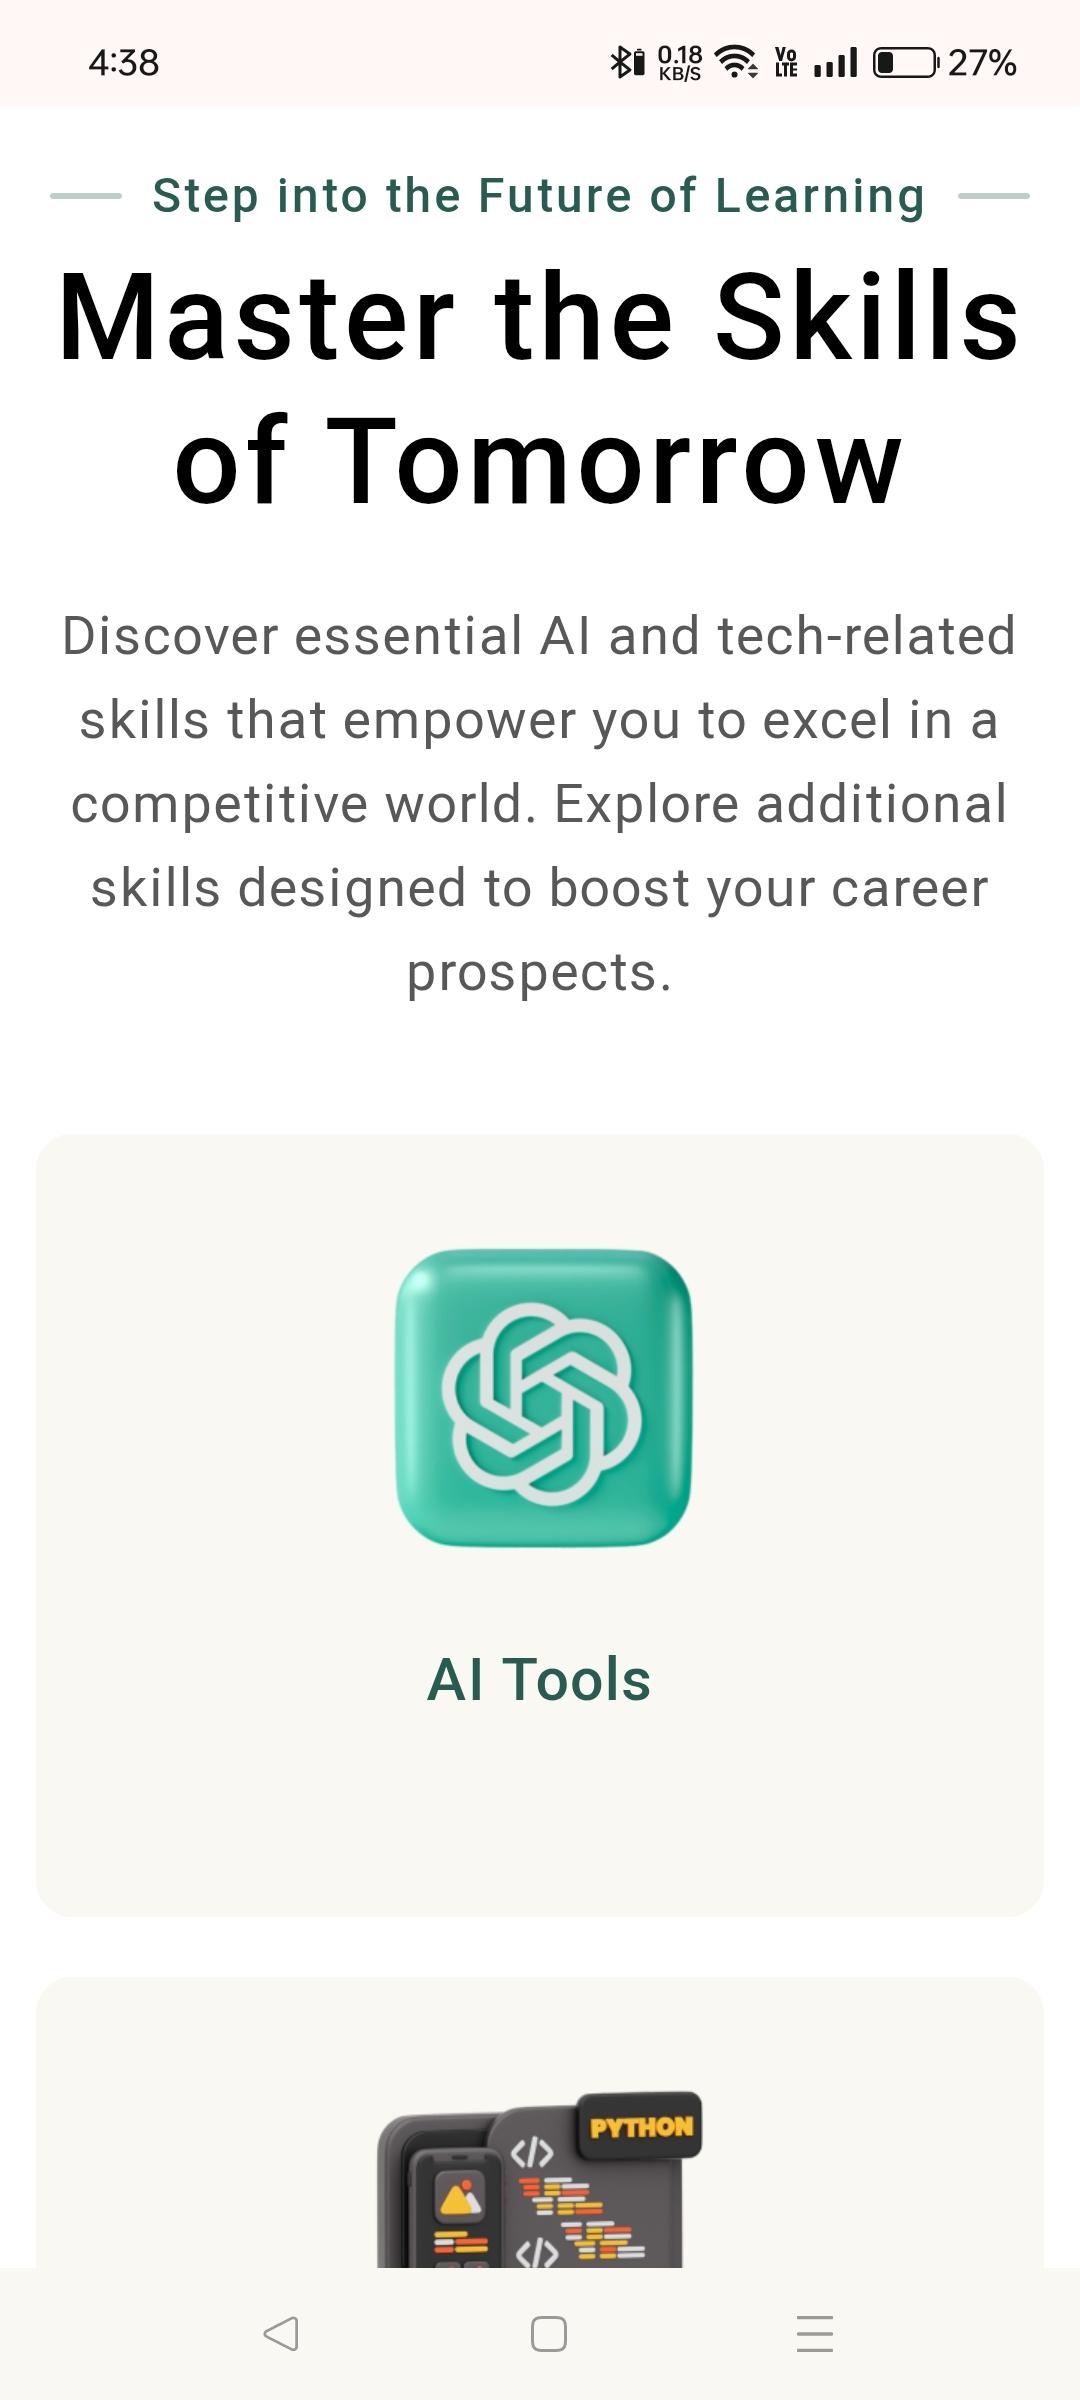 4:38
0.18
KB/S
Vo
LTE
27%
Step into the Future of Learning
Master the Skills
of Tomorrow
Discover essential AI and tech-related
skills that empower you to excel in a
competitive world. Explore additional
skills designed to boost your career
prospects.
AI Tools
PYTHON